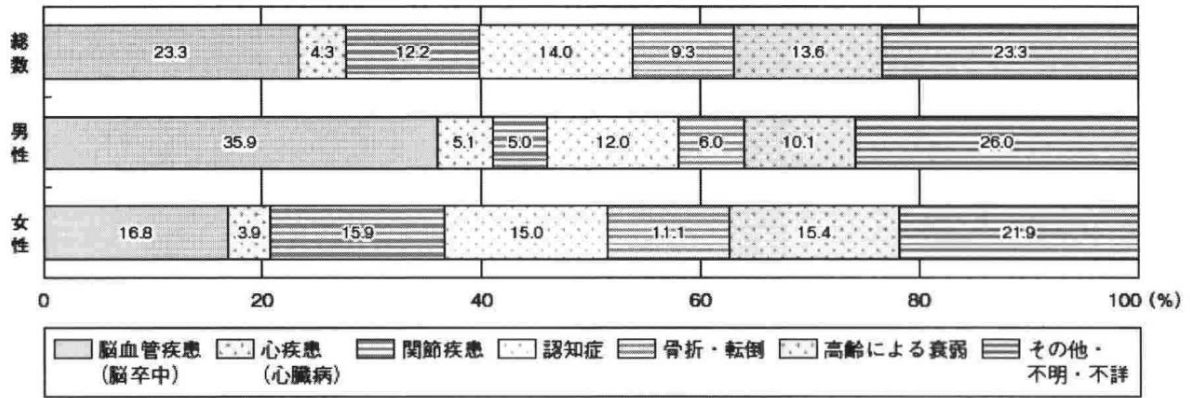 総数
23.3 4.3 12.2 14.0 9.3 13.6 23.3
男性
35.9 5.1 5.0 12.0 6.0 10.1 26.0
女性
16.8 3.9 15.9 15.0 11.1 15.4 21.9
0 20 40 60 80 100 (%)
脳血管疾患 心疾患 関節疾患 認知症 骨折・転倒 高齢による衰弱 その他・
(脳卒中) (心臓病) 不明・不詳